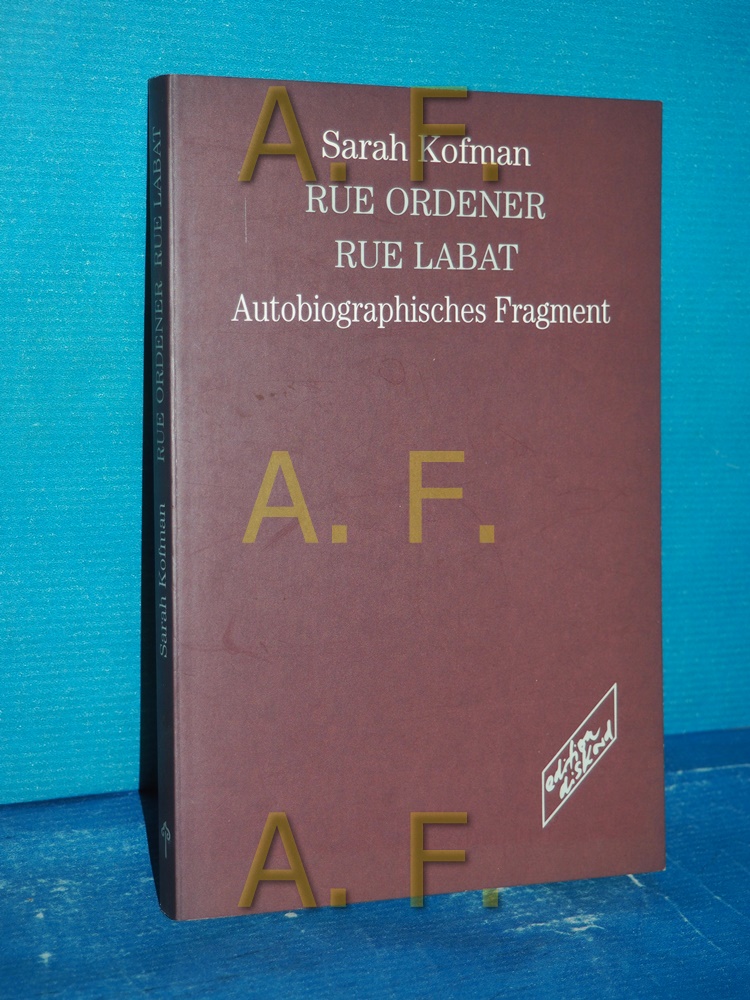 Sarah Kofman
RUE ORDENER
RUE LABAT
Autobiographisches Fragment
edition
diskord
Sarah Kofman RUE ORDENER RUE LABAT
A. F.
A. F.
A. F.